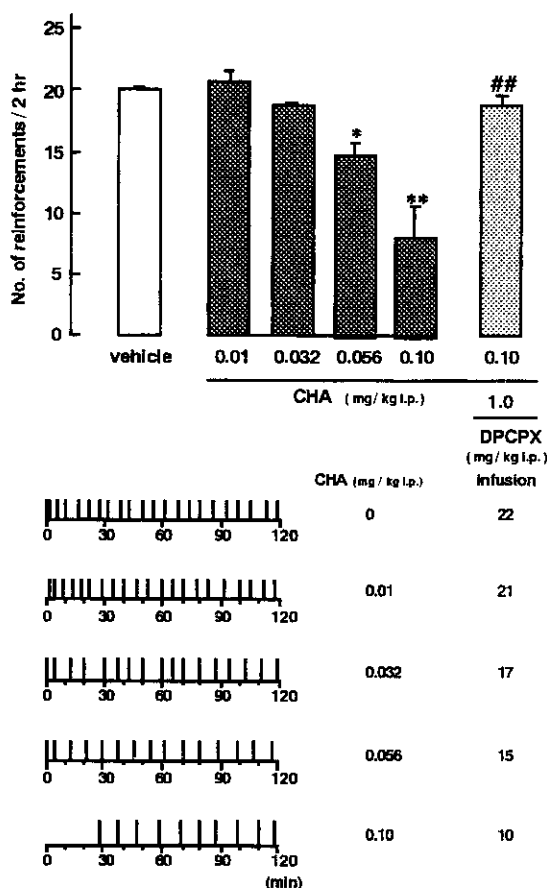 No. of reinforcements / 2 hr
25
20
15
10
5
0
*
**
##
vehicle 0.01 0.032 0.056 0.10 0.10
CHA (mg/kg i.p.) 1.0
DPCPX
(mg/kg i.p.)
CHA (mg/kg i.p.) infusion
0 22
0 30 60 90 120
0.01 21
0 30 60 90 120
0.032 17
0 30 60 90 120
0.056 15
0 30 60 90 120
0.10 10
0 30 60 90 120
(min)